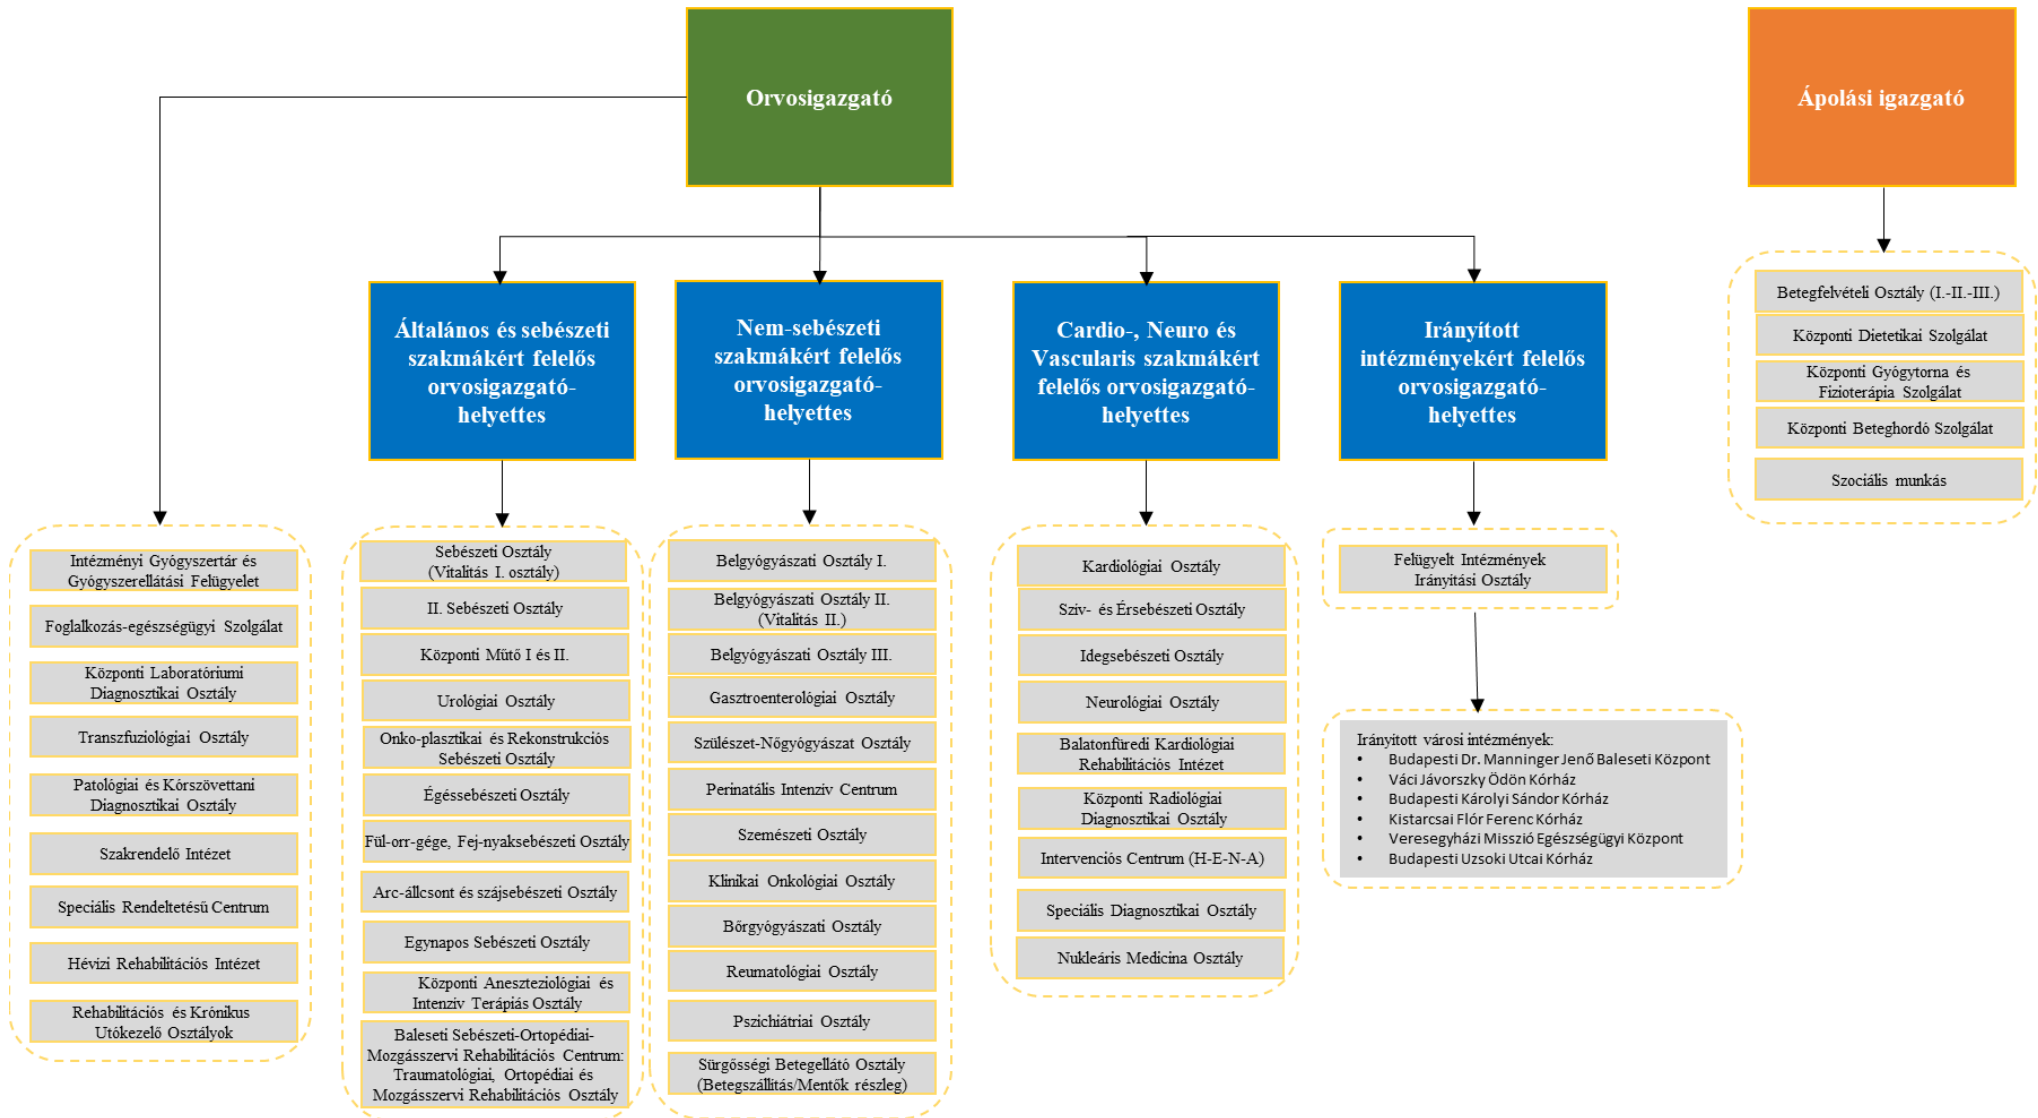 Orvosigazgató
Ápolási igazgató
Általános és sebészeti
szakmákért felelős
orvosigazgató-
helyettes
Nem-sebészeti
szakmákért felelős
orvosigazgató-
helyettes
Cardio-, Neuro és
Vascularis szakmákért
felelős orvosigazgató-
helyettes
Irányított
intézményekért felelős
orvosigazgató-
helyettes
Betegfelvételi Osztály (I.-II.-III.)
Központi Dietetikai Szolgálat
Központi Gyógytorna és
Fizioterápia Szolgálat
Központi Beteghordó Szolgálat
Szociális munkás
Intézményi Gyógyszertár és
Gyógyszerellátási Felügyelet
Foglalkozás-egészségügyi Szolgálat
Központi Laboratóriumi
Diagnosztikai Osztály
Transzfuziológiai Osztály
Patológiai és Kórszövettani
Diagnosztikai Osztály
Szakrendelő Intézet
Speciális Rendeltetésű Centrum
Hévízi Rehabilitációs Intézet
Rehabilitációs és Krónikus
Utókezelő Osztályok
Sebészeti Osztály
(Vitalitás I. osztály)
II. Sebészeti Osztály
Központi Műtő I és II.
Urológiai Osztály
Onko-plasztikai és Rekonstrukciós
Sebészeti Osztály
Égéssebészeti Osztály
Fül-orr-gége, Fej-nyaksebészeti Osztály
Arc-állcsont és szájsebészeti Osztály
Egynapos Sebészeti Osztály
Központi Aneszteziológiai és
Intenzív Terápiás Osztály
Baleseti Sebészeti-Ortopédiai-
Mozgásszervi Rehabilitációs Centrum:
Traumatológiai, Ortopédiai és
Mozgásszervi Rehabilitációs Osztály
Belgyógyászati Osztály I.
Belgyógyászati Osztály II.
(Vitalitás II.)
Belgyógyászati Osztály III.
Gasztroenterológiai Osztály
Szülészet-Nőgyógyászat Osztály
Perinatális Intenzív Centrum
Szemészeti Osztály
Klinikai Onkológiai Osztály
Bőrgyógyászati Osztály
Reumatológiai Osztály
Pszichiátriai Osztály
Sürgősségi Betegellátó Osztály
(Betegszállítás/Mentők részleg)
Kardiológiai Osztály
Szív- és Érsebészeti Osztály
Idegsebészeti Osztály
Neurológiai Osztály
Balatonfüredi Kardiológiai
Rehabilitációs Intézet
Központi Radiológiai
Diagnosztikai Osztály
Intervenciós Centrum (H-E-N-A)
Speciális Diagnosztikai Osztály
Nukleáris Medicina Osztály
Felügyelt Intézmények
Irányítási Osztály
Irányított városi intézmények:
• Budapesti Dr. Manninger Jenő Baleseti Központ
• Váci Jávorszky Ödön Kórház
• Budapesti Károlyi Sándor Kórház
• Kistarcsai Flór Ferenc Kórház
• Veresegyházi Misszió Egészségügyi Központ
• Budapesti Uzsoki Utcai Kórház